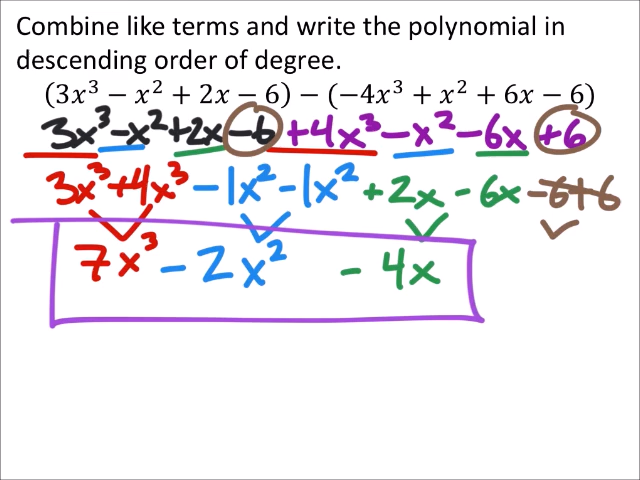 Combine like terms and write the polynomial in
descending order of degree.
(3x³ − x² + 2x − 6) − (−4x³ + x² + 6x − 6)
3x³ -x² +2x -6 +4x³ -x² -6x +6
3x³ +4x³ -1x² -1x² +2x -6x -6+6
7x³ -2x² -4x